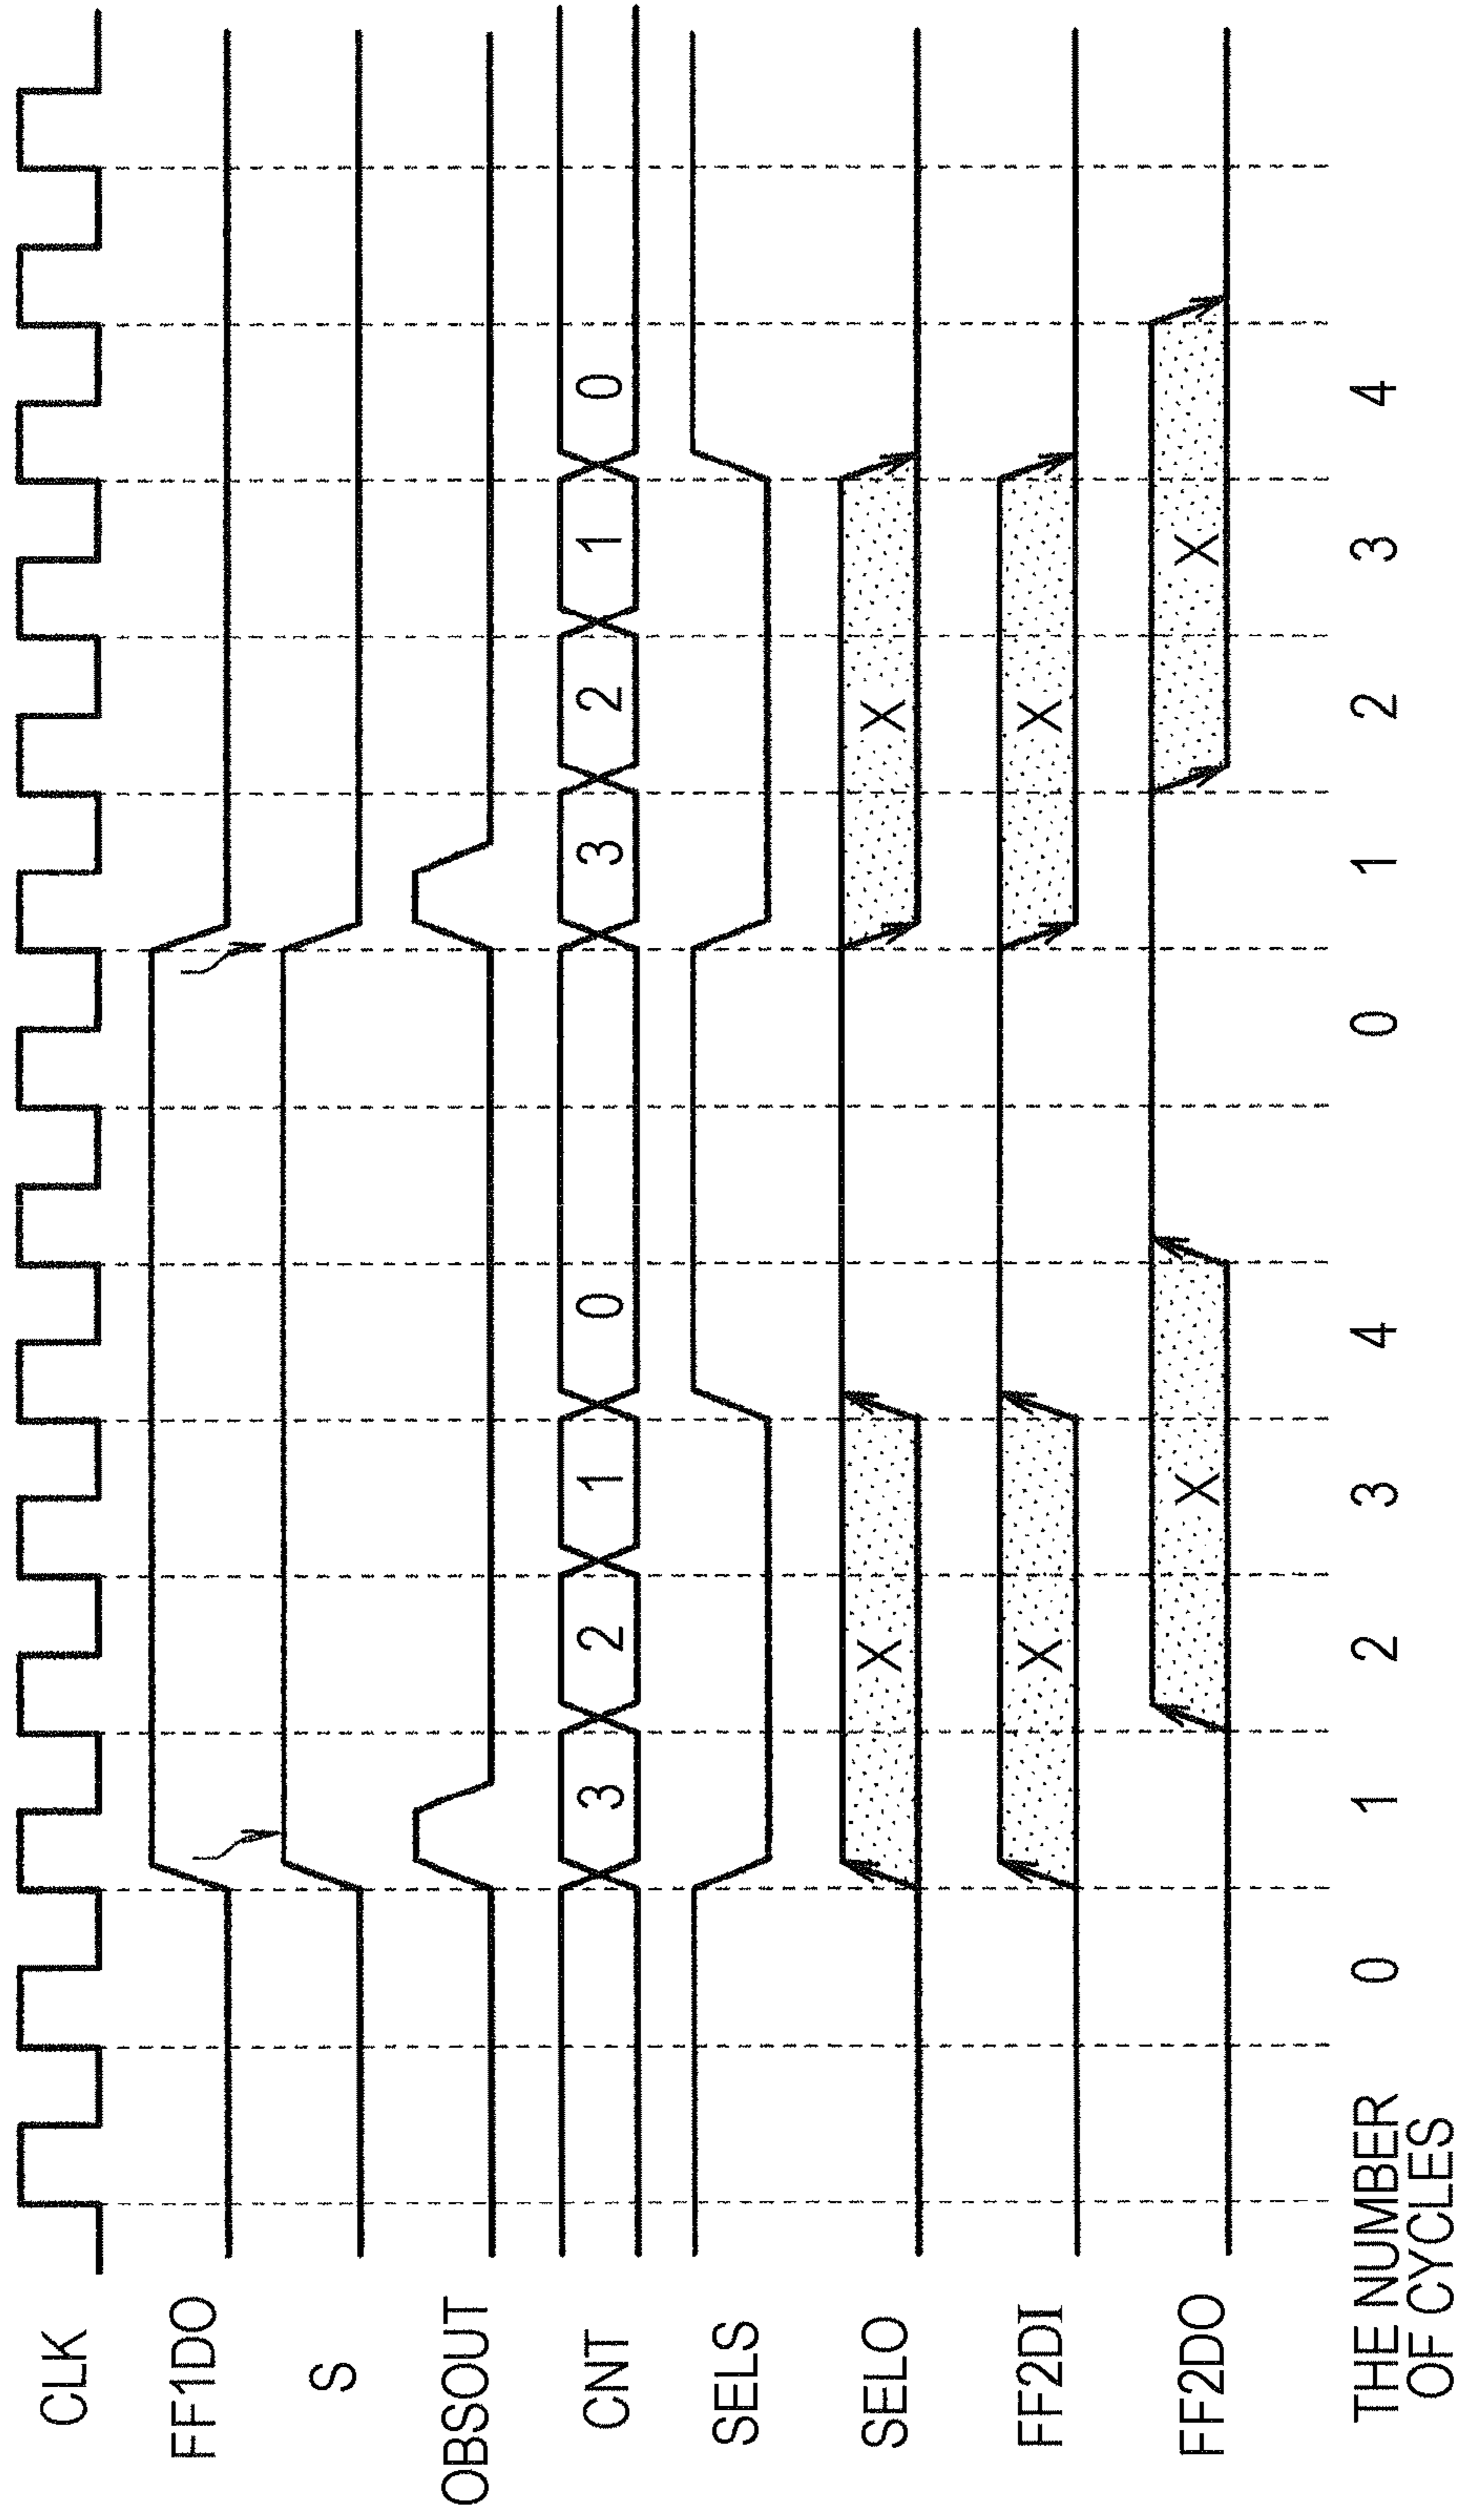 CLK
FF1DO
S
OBSOUT
CNT 3 2 1 0 3 2 1 0
SELS
SELO X X
FF2DI X X
FF2DO X X
THE NUMBER
OF CYCLES 0 1 2 3 4 0 1 2 3 4